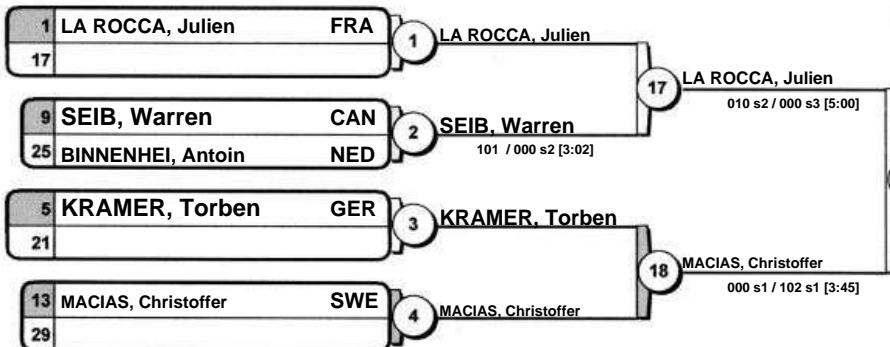 1 LA ROCCA, Julien FRA
17
1
LA ROCCA, Julien
9 SEIB, Warren CAN
25 BINNENHEI, Antoin NED
2
SEIB, Warren
101 / 000 s2 [3:02]
17
LA ROCCA, Julien
010 s2 / 000 s3 [5:00]
5 KRAMER, Torben GER
21
3
KRAMER, Torben
13 MACIAS, Christoffer SWE
29
4
MACIAS, Christoffer
18
MACIAS, Christoffer
000 s1 / 102 s1 [3:45]